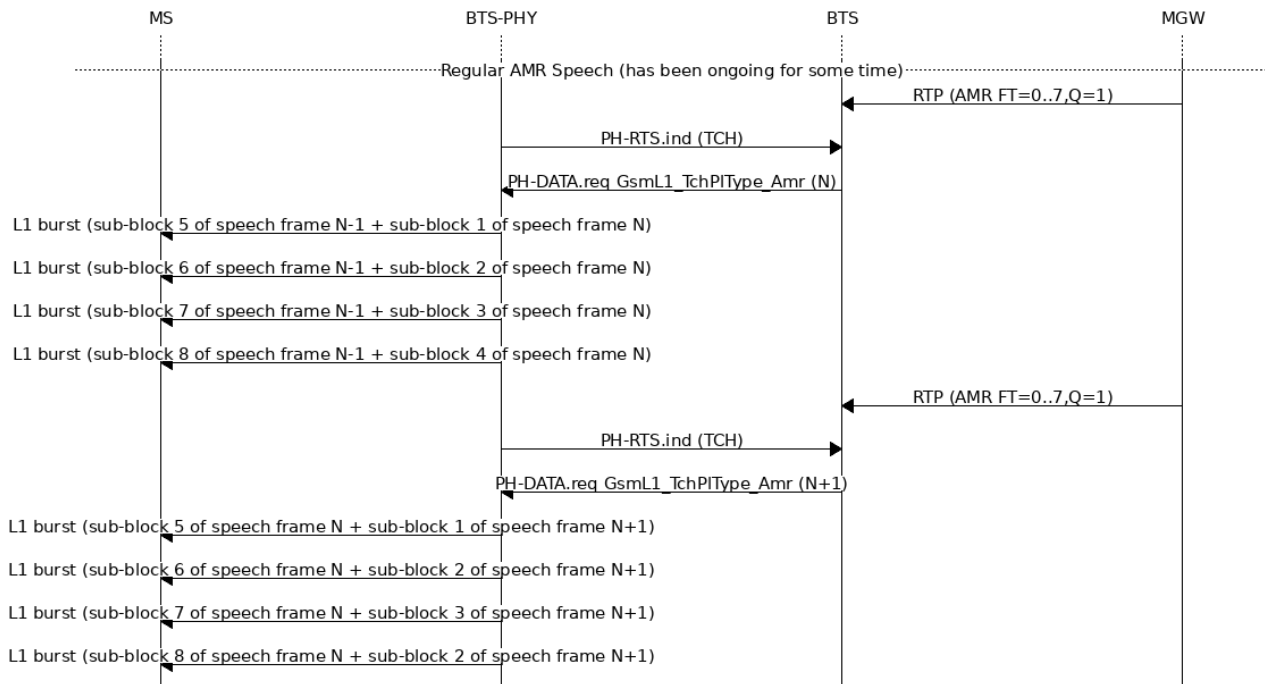 MS BTS-PHY BTS MGW
Regular AMR Speech (has been ongoing for some time)
RTP (AMR FT=0..7,Q=1)
PH-RTS.ind (TCH)
PH-DATA.req GsmL1_TchPlType_Amr (N)
L1 burst (sub-block 5 of speech frame N-1 + sub-block 1 of speech frame N)
L1 burst (sub-block 6 of speech frame N-1 + sub-block 2 of speech frame N)
L1 burst (sub-block 7 of speech frame N-1 + sub-block 3 of speech frame N)
L1 burst (sub-block 8 of speech frame N-1 + sub-block 4 of speech frame N)
RTP (AMR FT=0..7,Q=1)
PH-RTS.ind (TCH)
PH-DATA.req GsmL1_TchPlType_Amr (N+1)
L1 burst (sub-block 5 of speech frame N + sub-block 1 of speech frame N+1)
L1 burst (sub-block 6 of speech frame N + sub-block 2 of speech frame N+1)
L1 burst (sub-block 7 of speech frame N + sub-block 3 of speech frame N+1)
L1 burst (sub-block 8 of speech frame N + sub-block 2 of speech frame N+1)